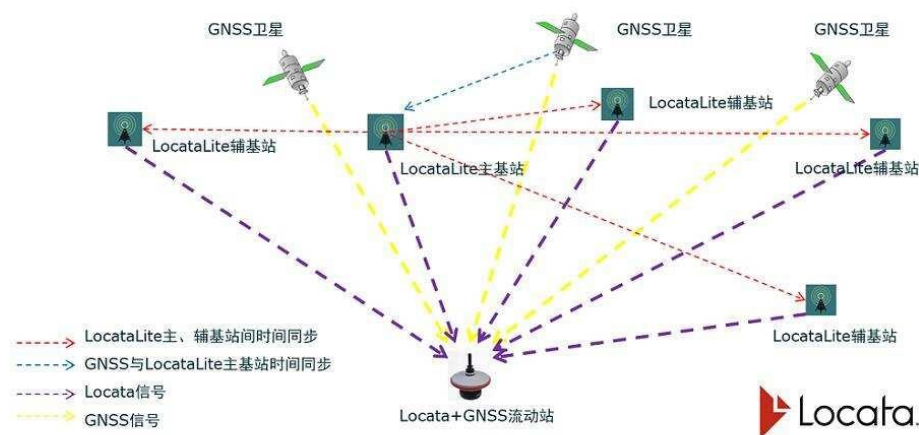 GNSS卫星
GNSS卫星
GNSS卫星
LocataLite辅基站
LocataLite辅基站
LocataLite主基站
LocataLite辅基站
LocataLite辅基站
LocataLite主、辅基站间时间同步
GNSS与LocataLite主基站时间同步
Locata信号
GNSS信号
Locata+GNSS流动站
Locata